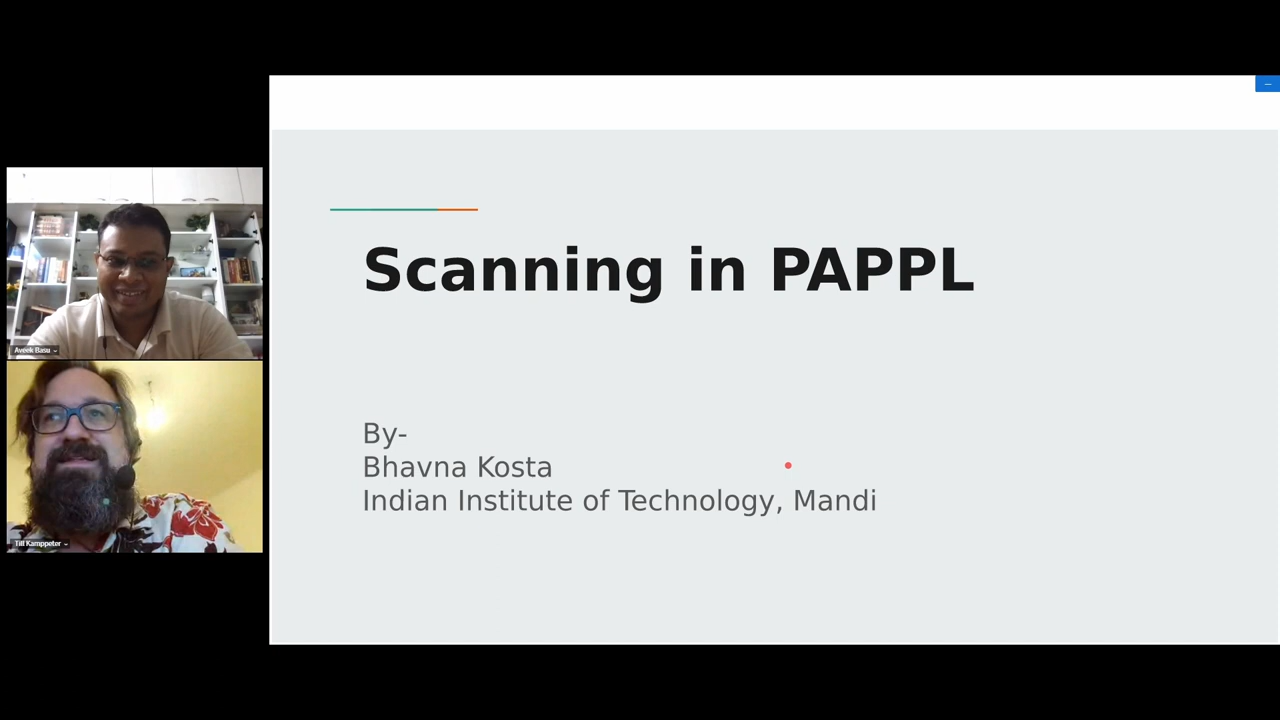 Scanning in PAPPL
By-
Bhavna Kosta
Indian Institute of Technology, Mandi
Aveek Basu
Till Kamppeter